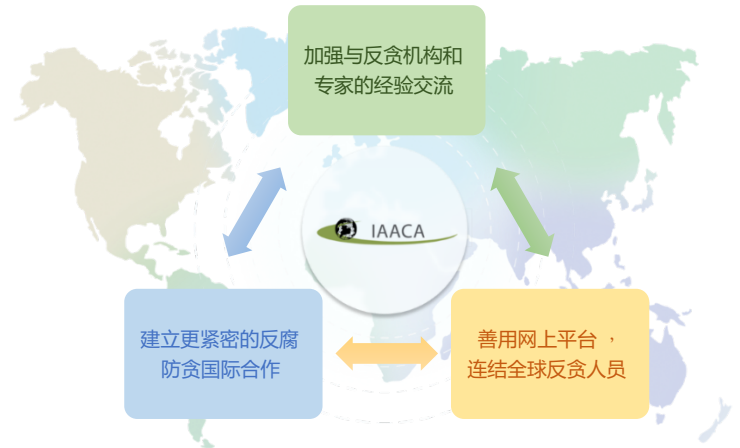 加强与反贪机构和
专家的经验交流
IAACA
建立更紧密的反腐
防贪国际合作
善用网上平台，
连结全球反贪人员